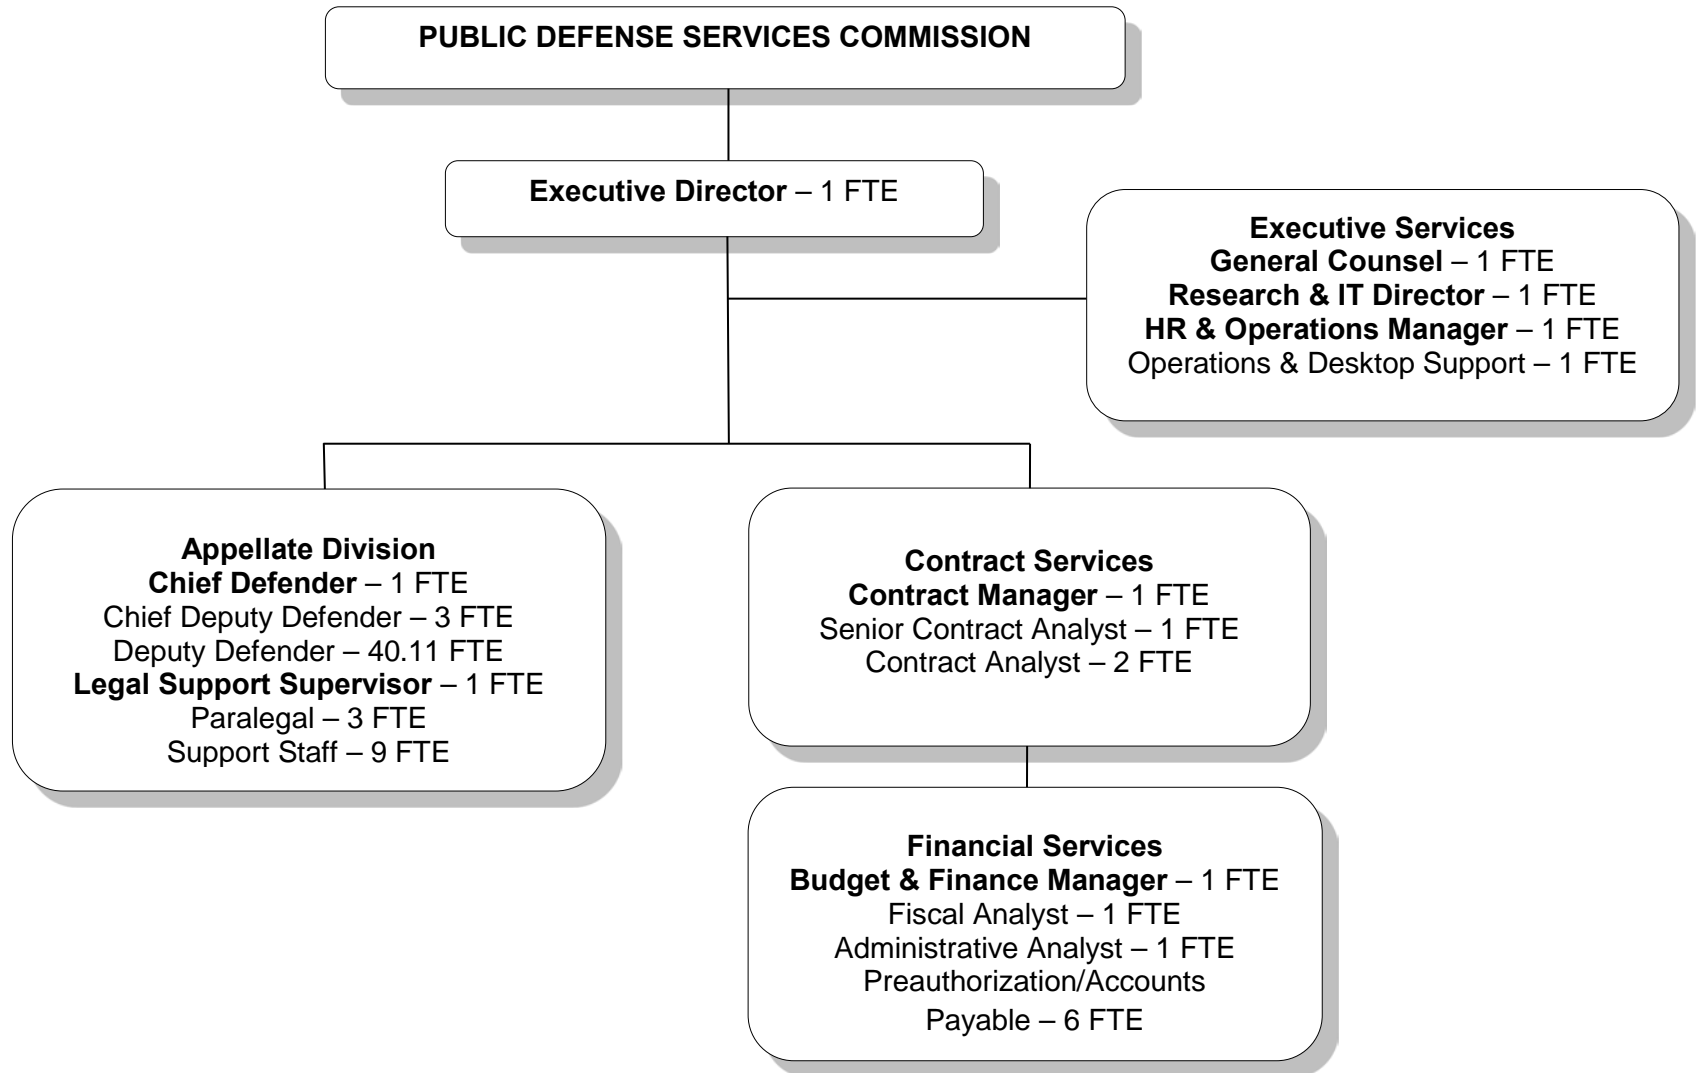 PUBLIC DEFENSE SERVICES COMMISSION
Executive Director – 1 FTE
Executive Services
General Counsel – 1 FTE
Research & IT Director – 1 FTE
HR & Operations Manager – 1 FTE
Operations & Desktop Support – 1 FTE
Appellate Division
Chief Defender – 1 FTE
Chief Deputy Defender – 3 FTE
Deputy Defender – 40.11 FTE
Legal Support Supervisor – 1 FTE
Paralegal – 3 FTE
Support Staff – 9 FTE
Contract Services
Contract Manager – 1 FTE
Senior Contract Analyst – 1 FTE
Contract Analyst – 2 FTE
Financial Services
Budget & Finance Manager – 1 FTE
Fiscal Analyst – 1 FTE
Administrative Analyst – 1 FTE
Preauthorization/Accounts
Payable – 6 FTE